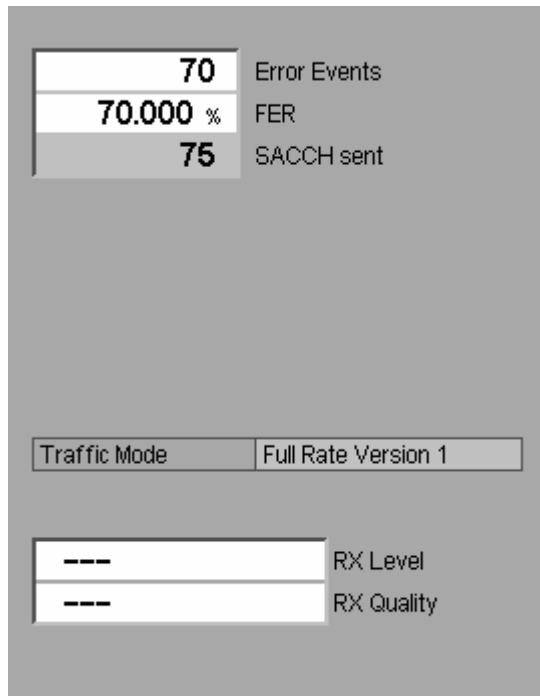 70 Error Events
70.000 % FER
75 SACCH sent
Traffic Mode Full Rate Version 1
--- RX Level
--- RX Quality